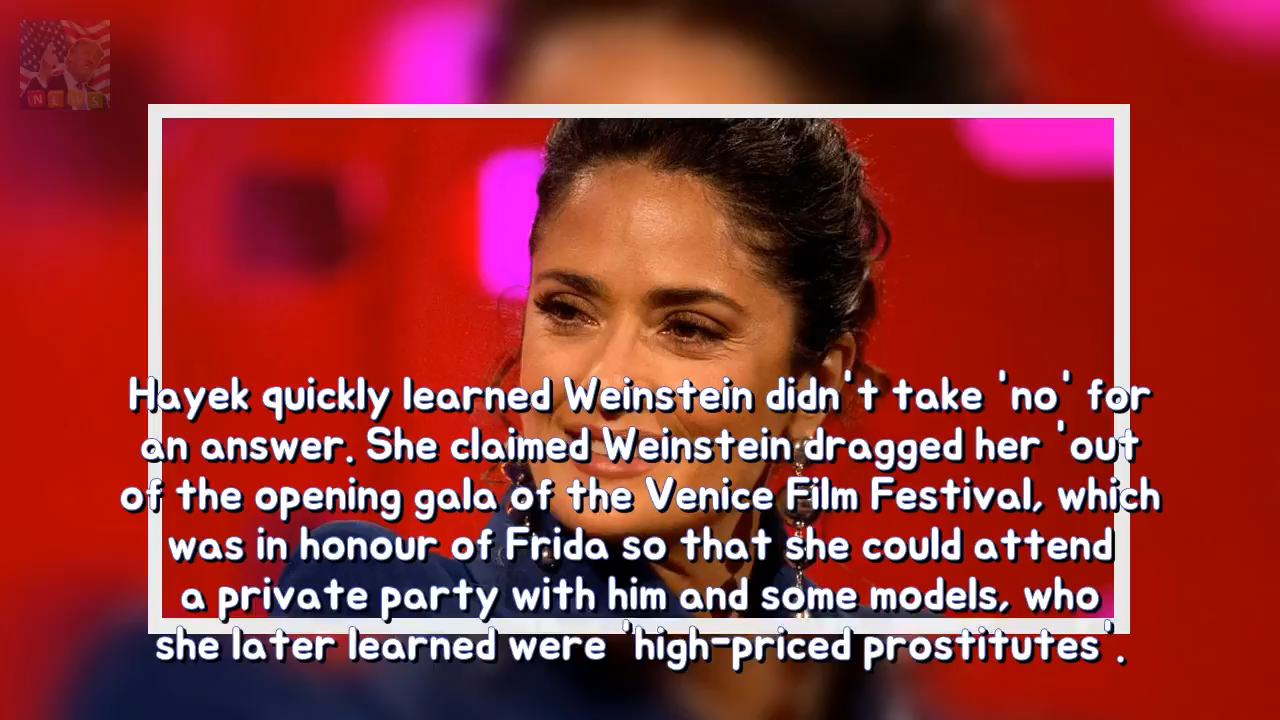 NEWS
Hayek quickly learned Weinstein didn't take 'no' for
an answer. She claimed Weinstein dragged her 'out
of the opening gala of the Venice Film Festival, which
was in honour of Frida so that she could attend
a private party with him and some models, who
she later learned were 'high-priced prostitutes'.